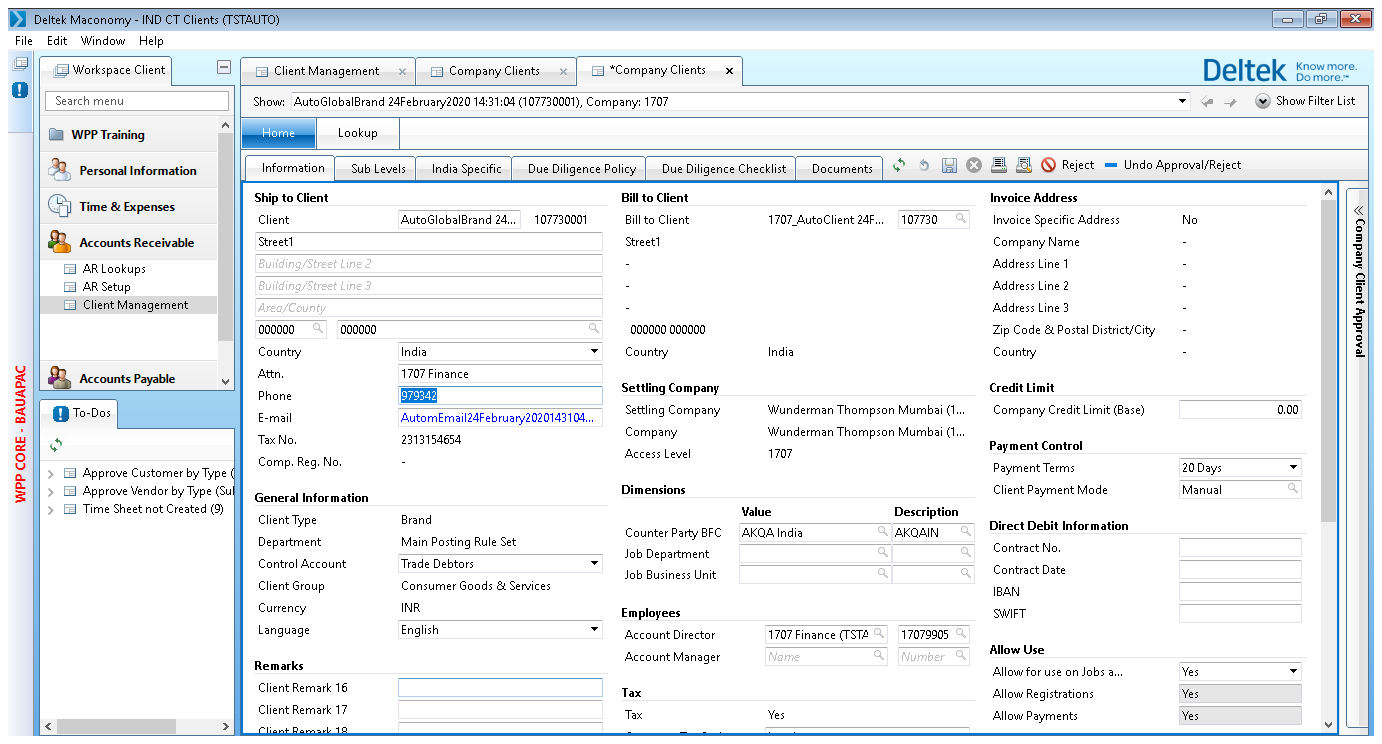 Deltek Maconomy - IND CT Clients (TSTAUTO)
File Edit Window Help
Workspace Client
Search menu
WPP Training
Personal Information
Time & Expenses
Accounts Receivable
AR Lookups
AR Setup
Client Management
Accounts Payable
WPP CORE - BAUAPAC
To-Dos
Approve Customer by Type (
Approve Vendor by Type (Sul
Time Sheet not Created (9)
Client Management
Company Clients
*Company Clients
Deltek Know more. Do more.™
Show: AutoGlobalBrand 24February2020 14:31:04 (107730001), Company: 1707
Show Filter List
Home Lookup
Information Sub Levels India Specific Due Diligence Policy Due Diligence Checklist Documents
Reject Undo Approval/Reject
Ship to Client
Client AutoGlobalBrand 24... 107730001
Street1
Building/Street Line 2
Building/Street Line 3
Area/County
000000 000000
Country India
Attn. 1707 Finance
Phone 979342
E-mail AutomEmail24February2020143104...
Tax No. 2313154654
Comp. Reg. No. -
General Information
Client Type Brand
Department Main Posting Rule Set
Control Account Trade Debtors
Client Group Consumer Goods & Services
Currency INR
Language English
Remarks
Client Remark 16
Client Remark 17
Client Remark 18
Bill to Client
Bill to Client 1707_AutoClient 24F... 107730
Street1
-
-
-
000000 000000
Country India
Settling Company
Settling Company Wunderman Thompson Mumbai (1...
Company Wunderman Thompson Mumbai (1...
Access Level 1707
Dimensions
Value Description
Counter Party BFC AKQA India AKQAIN
Job Department
Job Business Unit
Employees
Account Director 1707 Finance (TSTA 17079905
Account Manager Name Number
Tax
Tax Yes
Invoice Address
Invoice Specific Address No
Company Name -
Address Line 1 -
Address Line 2 -
Address Line 3 -
Zip Code & Postal District/City -
Country -
Credit Limit
Company Credit Limit (Base) 0.00
Payment Control
Payment Terms 20 Days
Client Payment Mode Manual
Direct Debit Information
Contract No.
Contract Date
IBAN
SWIFT
Allow Use
Allow for use on Jobs a... Yes
Allow Registrations Yes
Allow Payments Yes
Company Client Approval